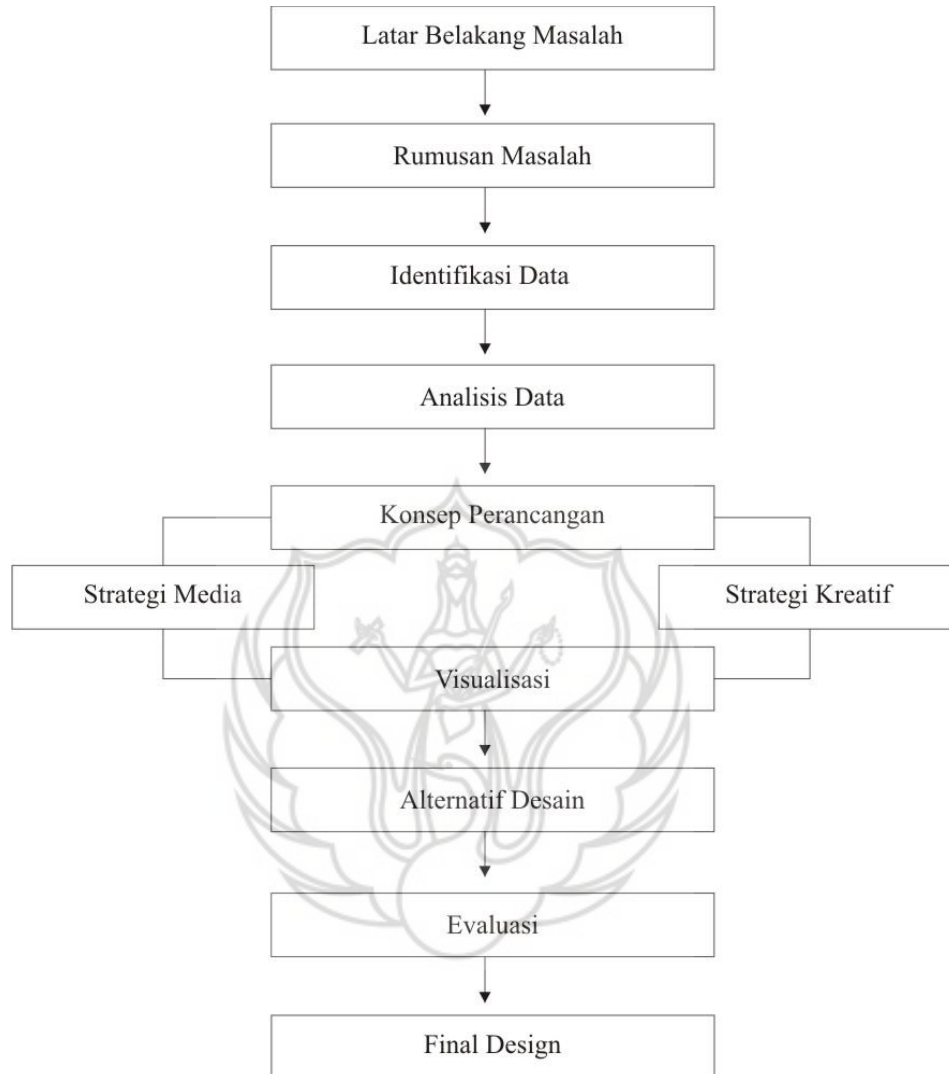 Latar Belakang Masalah
Rumusan Masalah
Identifikasi Data
Analisis Data
Konsep Perancangan
Strategi Media
Strategi Kreatif
Visualisasi
Alternatif Desain
Evaluasi
Final Design